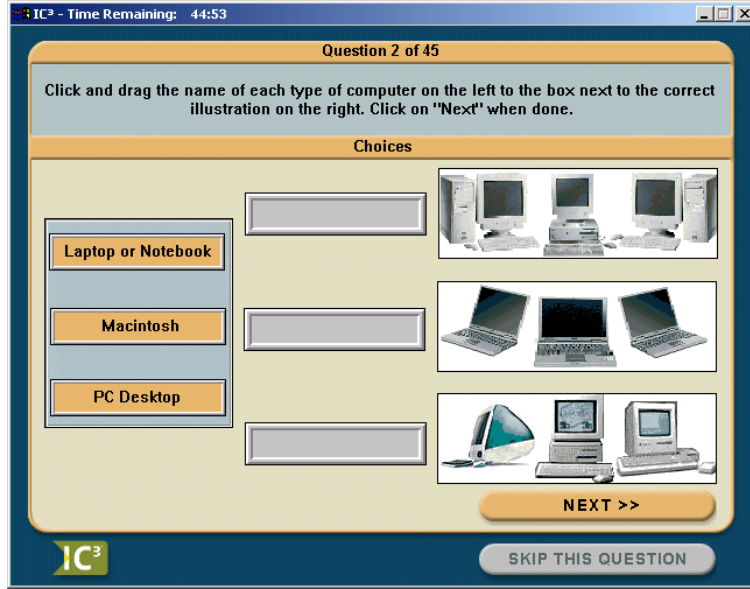 IC³ - Time Remaining: 44:53
Question 2 of 45
Click and drag the name of each type of computer on the left to the box next to the correct
illustration on the right. Click on "Next" when done.
Choices
Laptop or Notebook
Macintosh
PC Desktop
NEXT >>
IC³
SKIP THIS QUESTION